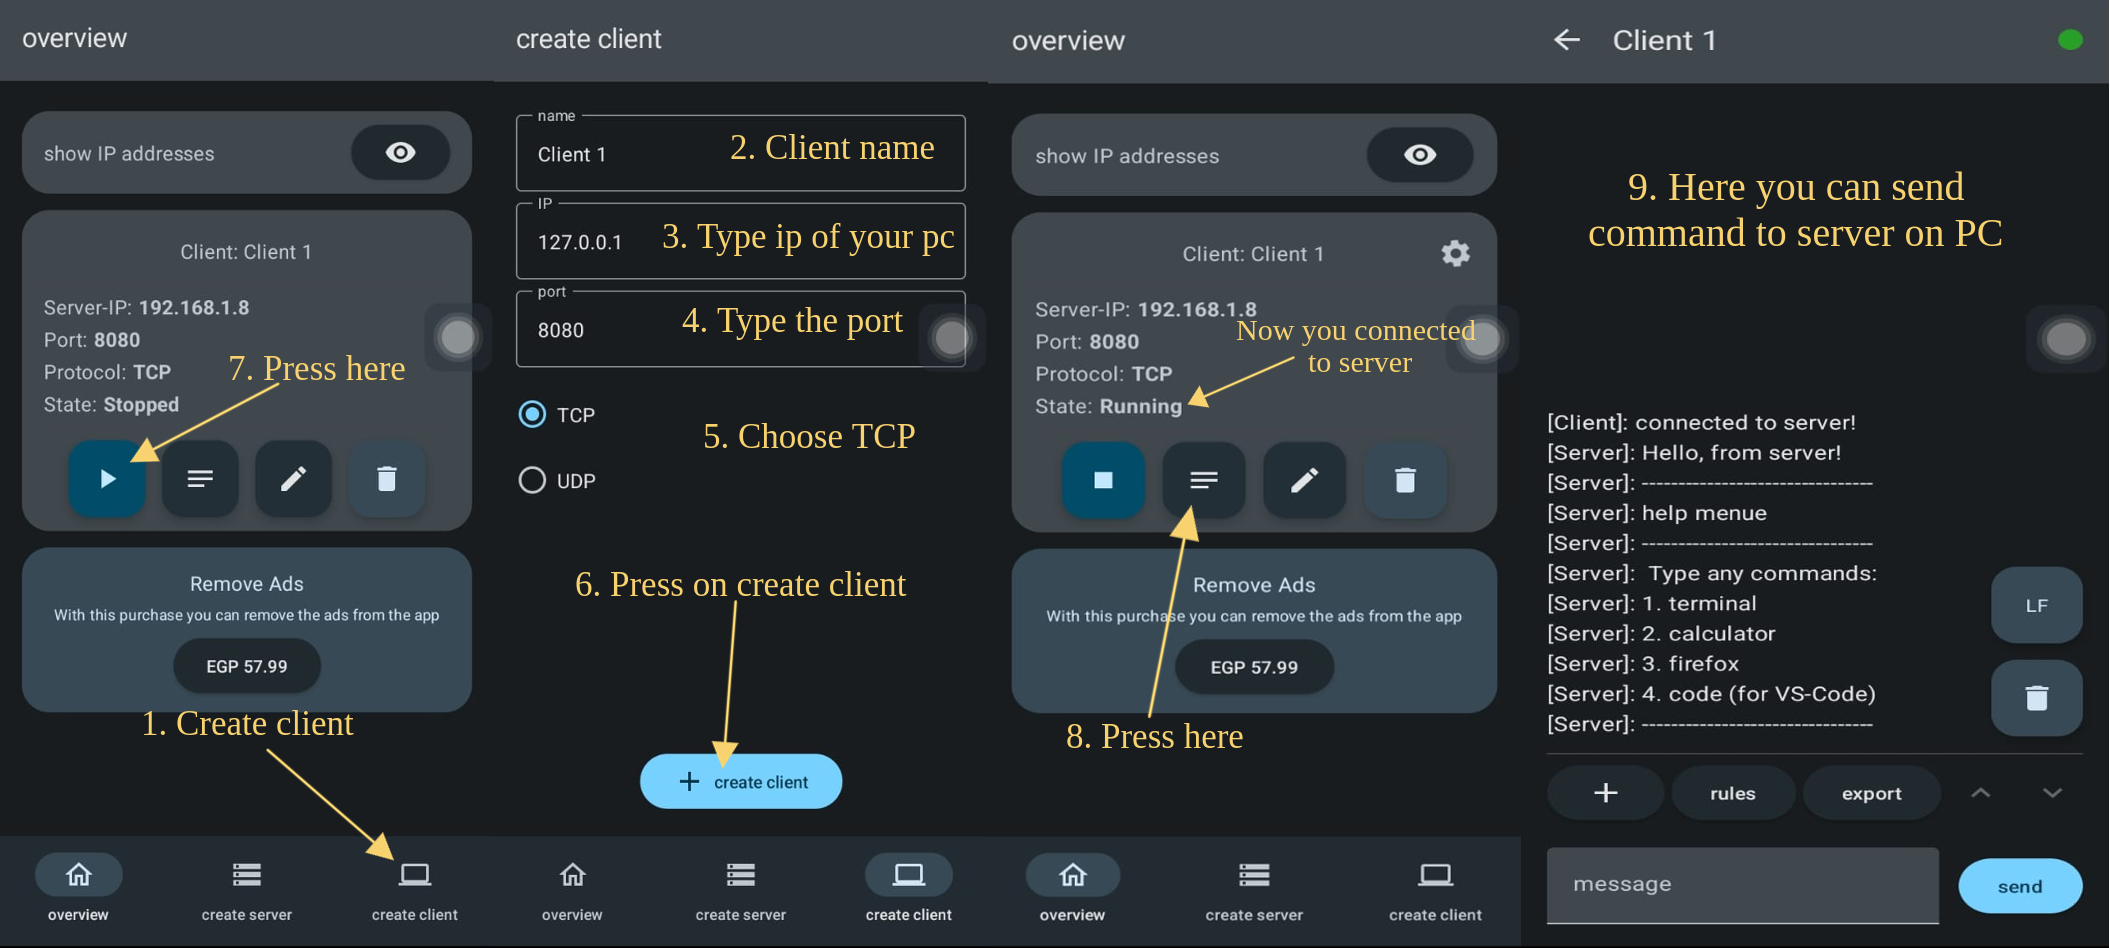 overview
show IP addresses
Client: Client 1
Server-IP: 192.168.1.8
Port: 8080
7. Press here
Protocol: TCP
State: Stopped
Remove Ads
With this purchase you can remove the ads from the app
EGP 57.99
1. Create client
overview
create server
create client
create client
name
Client 1
2. Client name
IP
127.0.0.1
3. Type ip of your pc
port
8080
4. Type the port
TCP
5. Choose TCP
UDP
6. Press on create client
create client
overview
create server
create client
overview
show IP addresses
Client: Client 1
Server-IP: 192.168.1.8
Port: 8080
Now you connected
to server
Protocol: TCP
State: Running
Remove Ads
With this purchase you can remove the ads from the app
EGP 57.99
8. Press here
overview
create server
create client
Client 1
9. Here you can send
command to server on PC
[Client]: connected to server!
[Server]: Hello, from server!
[Server]: -------------------------------
[Server]: help menue
[Server]: -------------------------------
[Server]:  Type any commands:
[Server]: 1. terminal
[Server]: 2. calculator
[Server]: 3. firefox
[Server]: 4. code (for VS-Code)
[Server]: -------------------------------
LF
rules
export
message
send